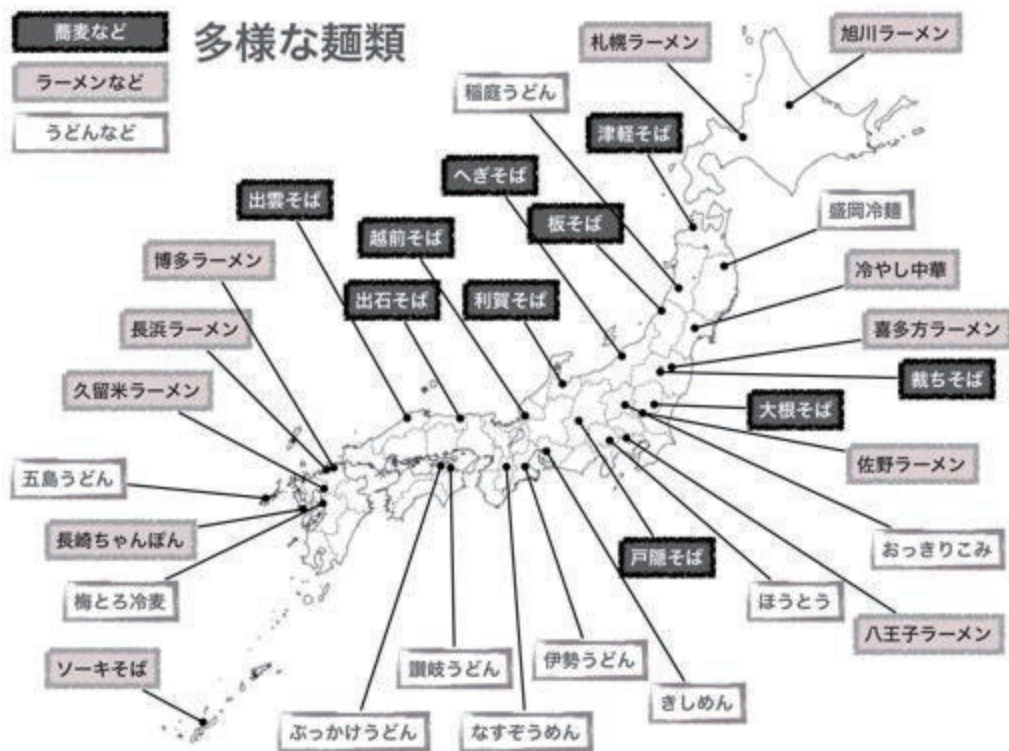 蕎麦など
ラーメンなど
うどんなど
多様な麺類
札幌ラーメン
旭川ラーメン
稲庭うどん
津軽そば
へぎそば
板そば
出雲そば
越前そば
盛岡冷麺
博多ラーメン
出石そば
利賀そば
冷やし中華
長浜ラーメン
喜多方ラーメン
久留米ラーメン
裁ちそば
大根そば
五島うどん
佐野ラーメン
長崎ちゃんぽん
戸隠そば
おっきりこみ
梅とろ冷麦
ほうとう
八王子ラーメン
ソーキそば
讃岐うどん
伊勢うどん
きしめん
ぶっかけうどん
なすぞうめん